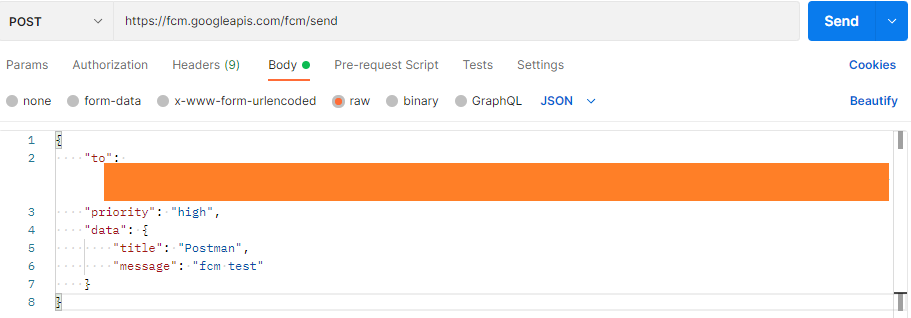 POST https://fcm.googleapis.com/fcm/send Send
Params Authorization Headers (9) Body Pre-request Script Tests Settings Cookies
none form-data x-www-form-urlencoded raw binary GraphQL JSON Beautify
1 {
2 "to":
3 "priority": "high",
4 "data": {
5 "title": "Postman",
6 "message": "fcm test"
7 }
8 }